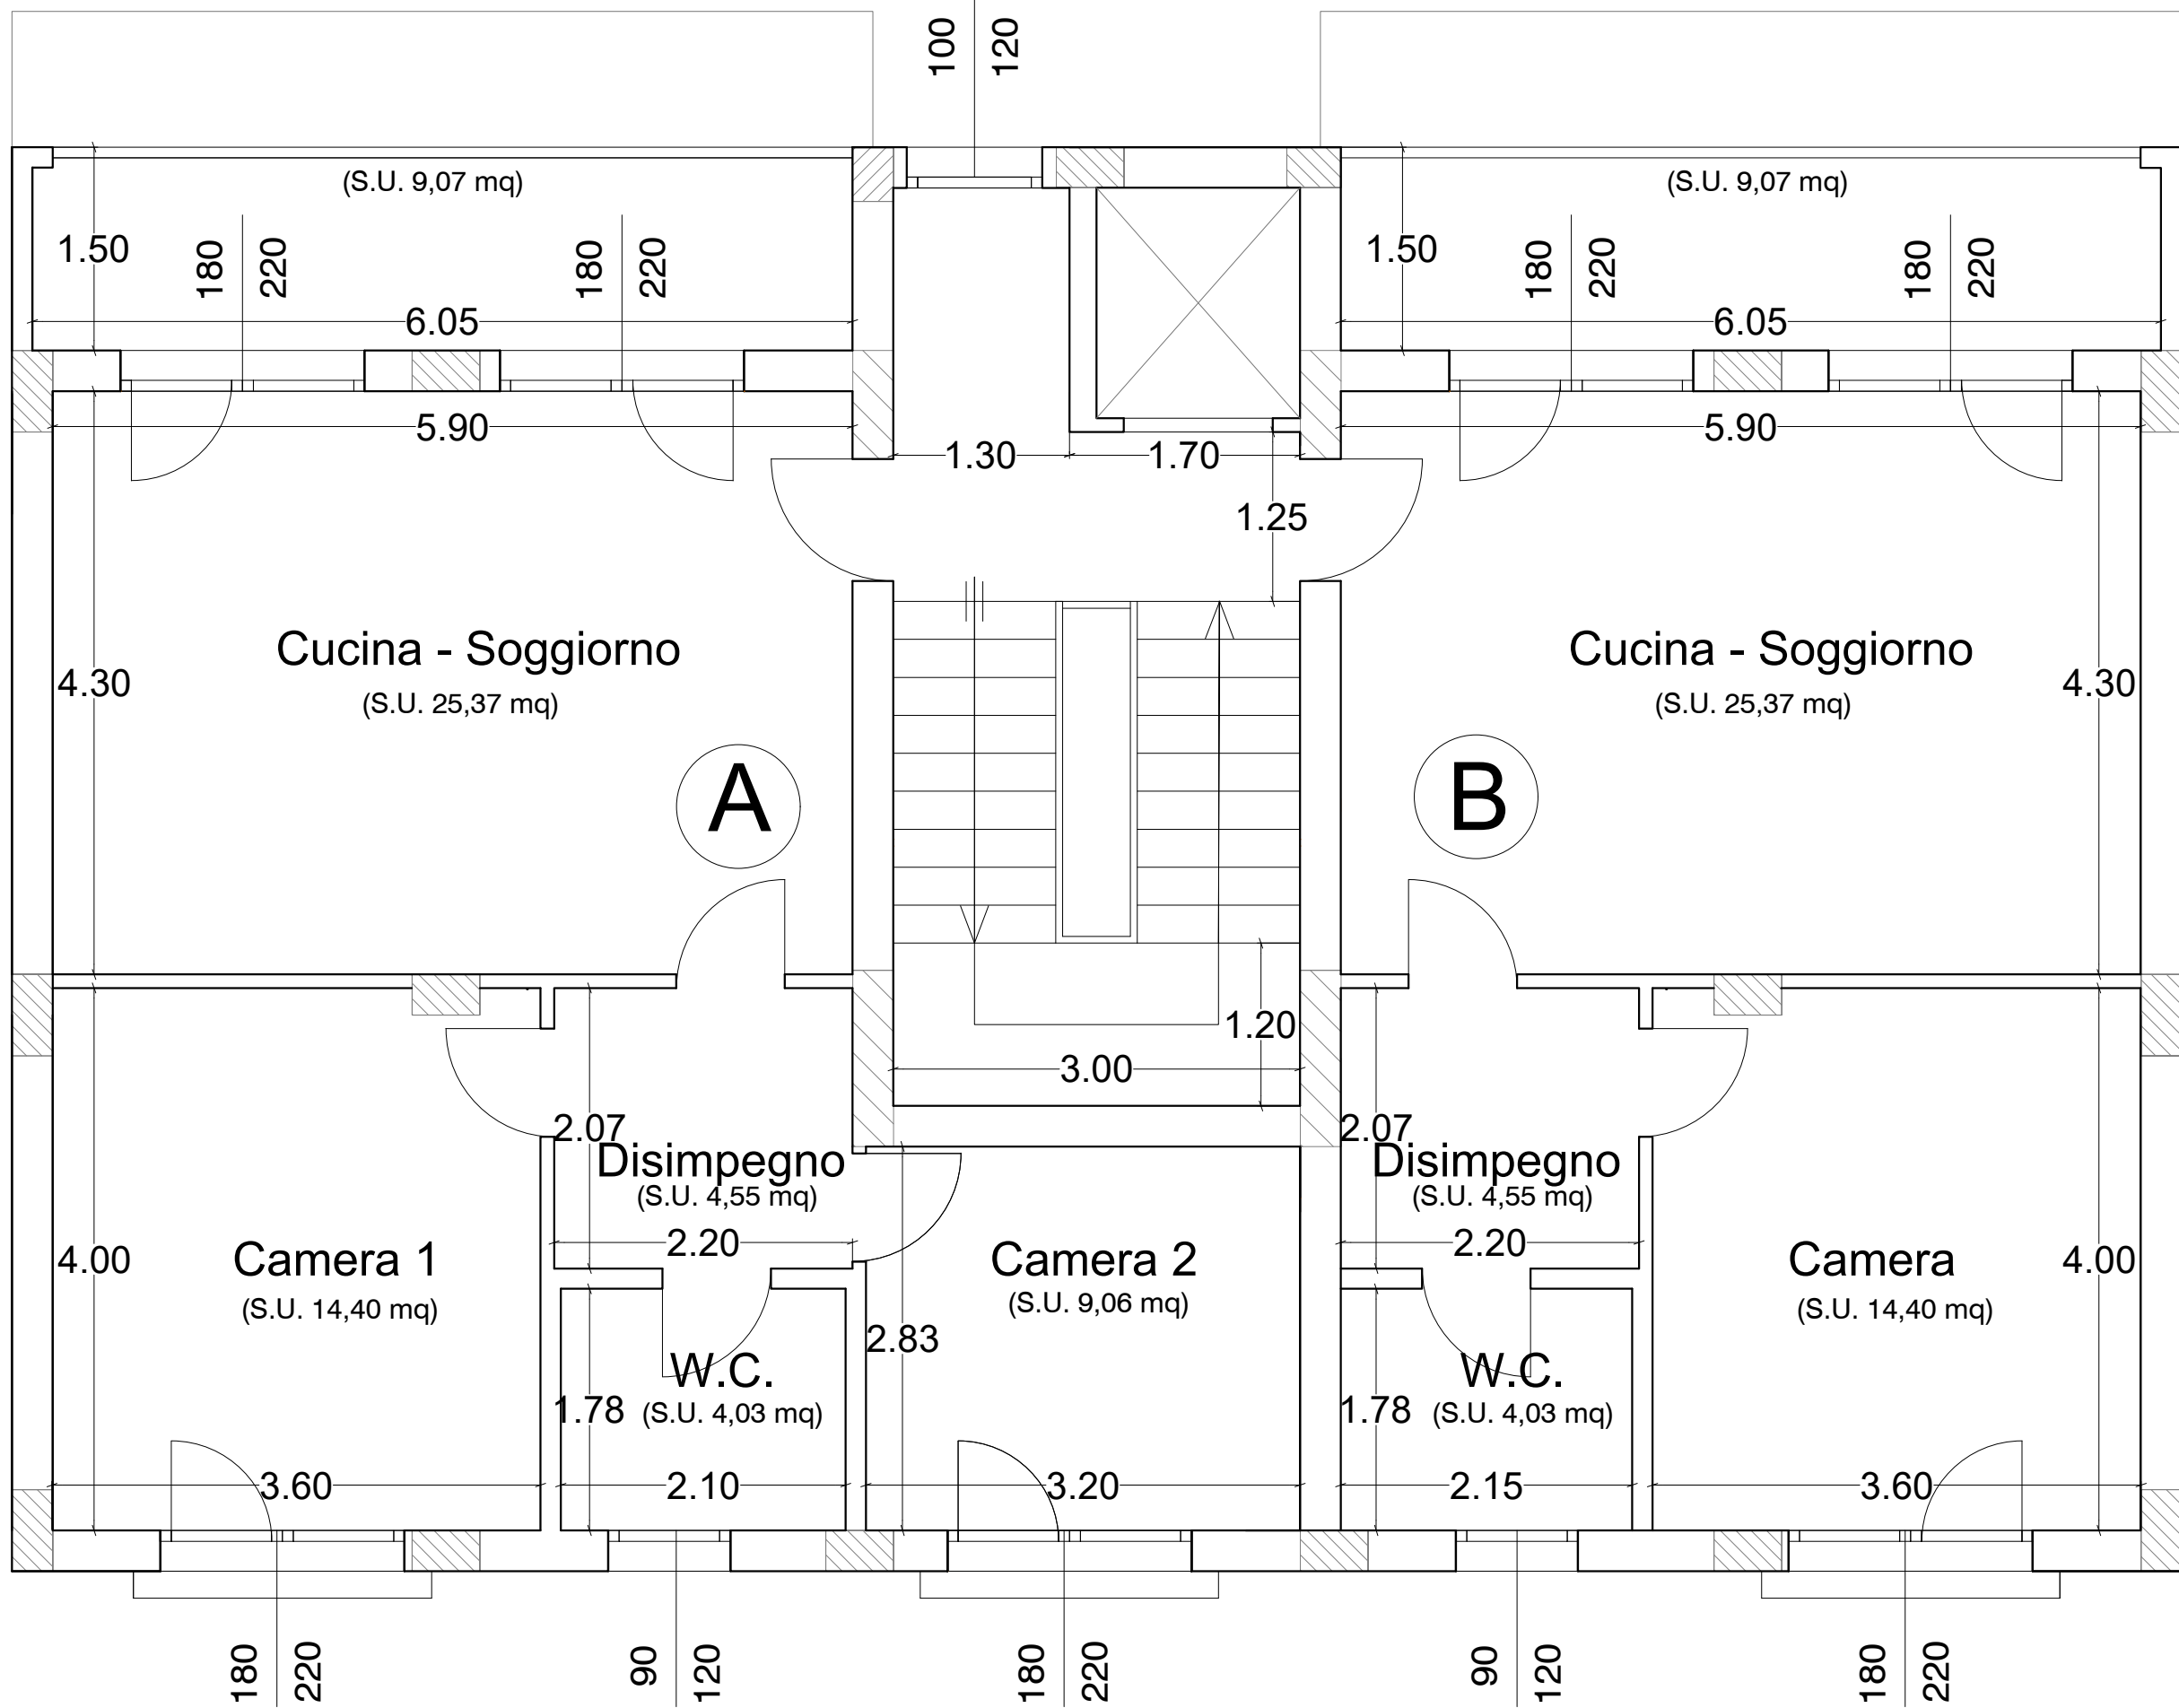 100
120
(S.U. 9,07 mq)
(S.U. 9,07 mq)
1.50
180
220
180
220
1.50
180
220
180
220
6.05
6.05
5.90
5.90
1.30
1.70
1.25
Cucina - Soggiorno
(S.U. 25,37 mq)
Cucina - Soggiorno
(S.U. 25,37 mq)
4.30
4.30
A
B
1.20
3.00
2.07
Disimpegno
(S.U. 4,55 mq)
2.20
2.07
Disimpegno
(S.U. 4,55 mq)
2.20
4.00
Camera 1
(S.U. 14,40 mq)
Camera 2
(S.U. 9,06 mq)
Camera
(S.U. 14,40 mq)
4.00
2.83
W.C.
1.78
(S.U. 4,03 mq)
W.C.
1.78
(S.U. 4,03 mq)
3.60
2.10
3.20
2.15
3.60
180
220
90
120
180
220
90
120
180
220